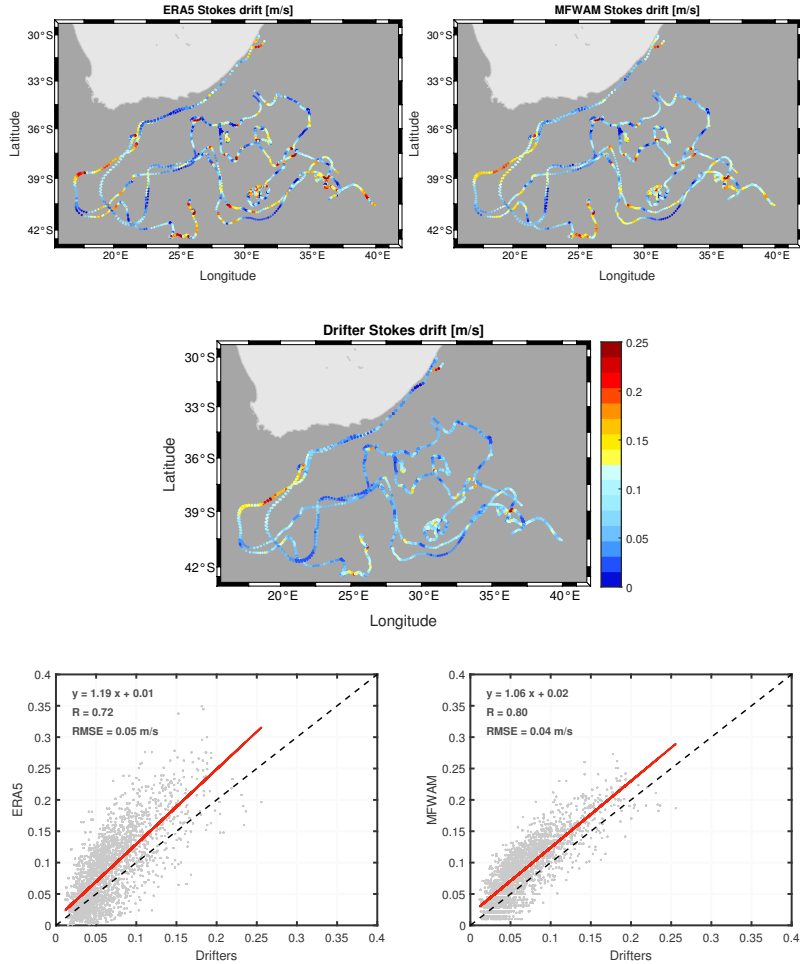 ERA5 Stokes drift [m/s]
MFWAM Stokes drift [m/s]
30°S
33°S
36°S
39°S
42°S
Latitude
20°E
25°E
30°E
35°E
40°E
Longitude
30°S
33°S
36°S
39°S
42°S
Latitude
20°E
25°E
30°E
35°E
40°E
Longitude
Drifter Stokes drift [m/s]
30°S
33°S
36°S
39°S
42°S
Latitude
20°E
25°E
30°E
35°E
40°E
Longitude
0.25
0.2
0.15
0.1
0.05
0
y = 1.19 x + 0.01
R = 0.72
RMSE = 0.05 m/s
0.4
0.35
0.3
0.25
0.2
0.15
0.1
0.05
0
ERA5
0 0.05 0.1 0.15 0.2 0.25 0.3 0.35 0.4
Drifters
y = 1.06 x + 0.02
R = 0.80
RMSE = 0.04 m/s
0.4
0.35
0.3
0.25
0.2
0.15
0.1
0.05
0
MFWAM
0 0.05 0.1 0.15 0.2 0.25 0.3 0.35 0.4
Drifters